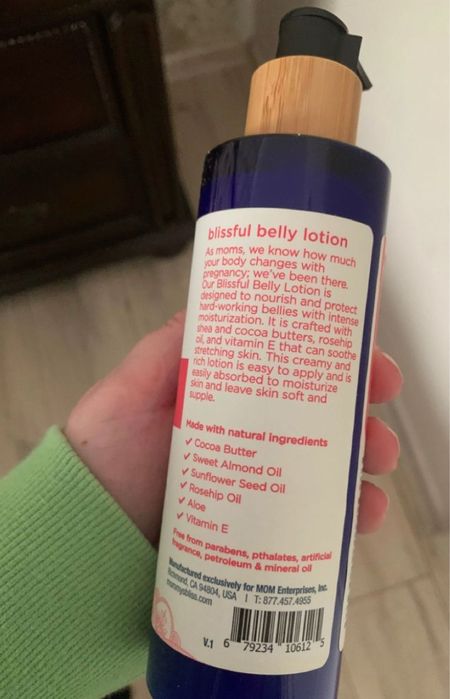 blissful belly lotion
As moms, we know how much
your body changes with
pregnancy; we've been there.
Our Blissful Belly Lotion is
designed to nourish and protect
hard-working bellies with intense
moisturization. It is crafted with
shea and cocoa butters, rosehip
oil, and vitamin E that can soothe
stretching skin. This creamy and
rich lotion is easy to apply and is
easily absorbed to moisturize
skin and leave skin soft and
supple.
Made with natural ingredients
✓ Cocoa Butter
✓ Sweet Almond Oil
✓ Sunflower Seed Oil
✓ Rosehip Oil
✓ Aloe
✓ Vitamin E
Free from parabens, pthalates, artificial
fragrance, petroleum & mineral oil
Manufactured exclusively for MOM Enterprises, Inc.
Richmond, CA 94804, USA | T: 877.457.4955
mommysbliss.com
V.1
6 79234 10612 5